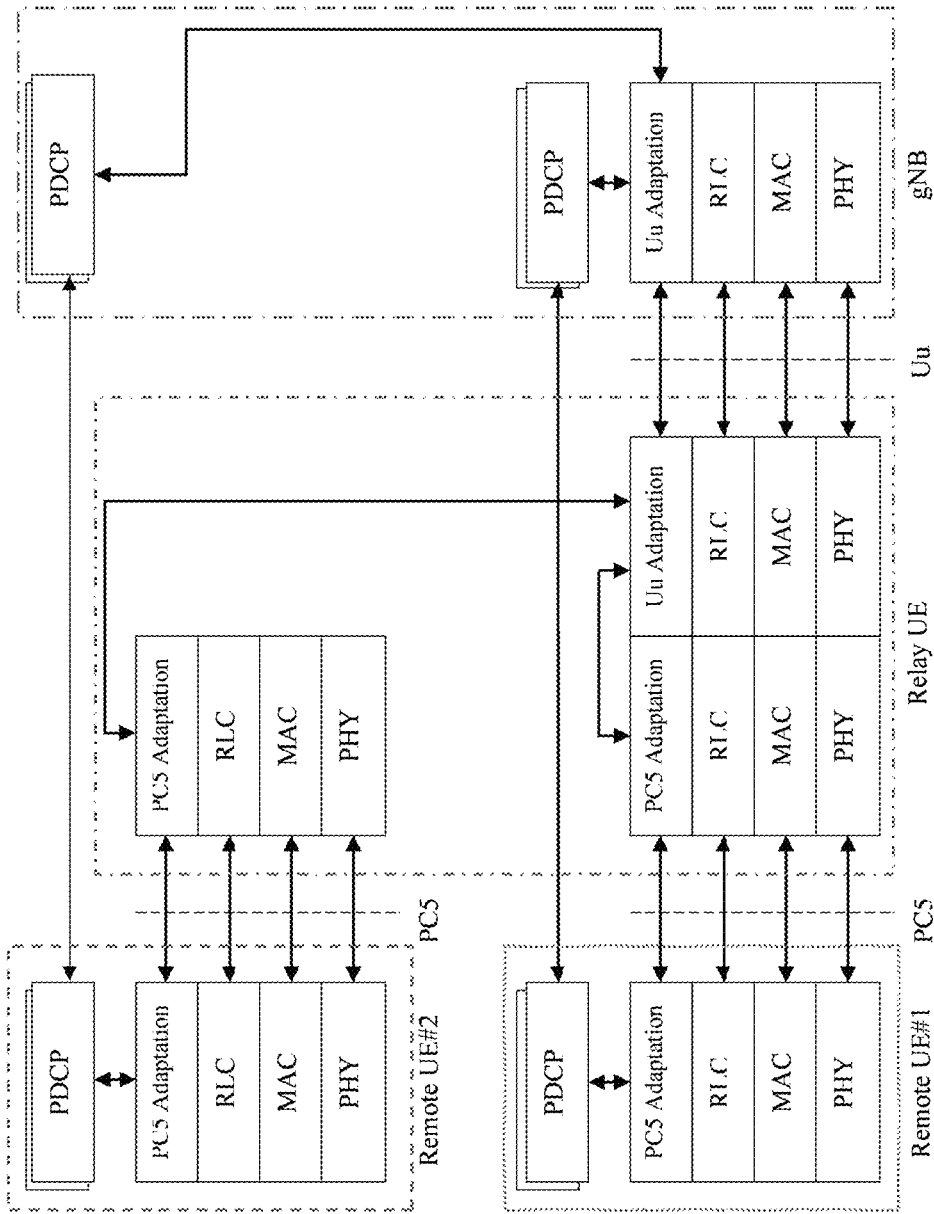 PDCP
PC5 Adaptation
RLC
MAC
PHY
Remote UE#2
PC5
PC5 Adaptation
RLC
MAC
PHY
PDCP
PDCP
PC5 Adaptation
RLC
MAC
PHY
Remote UE#1
PC5
PC5 Adaptation
RLC
MAC
PHY
Uu Adaptation
RLC
MAC
PHY
Relay UE
Uu
PDCP
Uu Adaptation
RLC
MAC
PHY
gNB